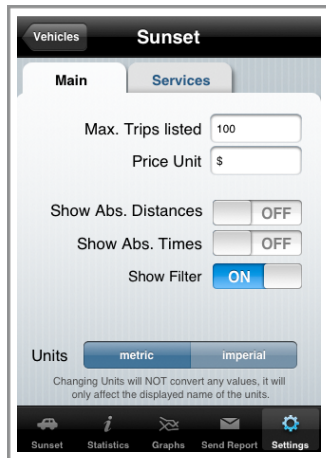 Vehicles Sunset
Main Services
Max. Trips listed 100
Price Unit $
Show Abs. Distances OFF
Show Abs. Times OFF
Show Filter ON
Units metric imperial
Changing Units will NOT convert any values, it will
only affect the displayed name of the units.
Sunset Statistics Graphs Send Report Settings